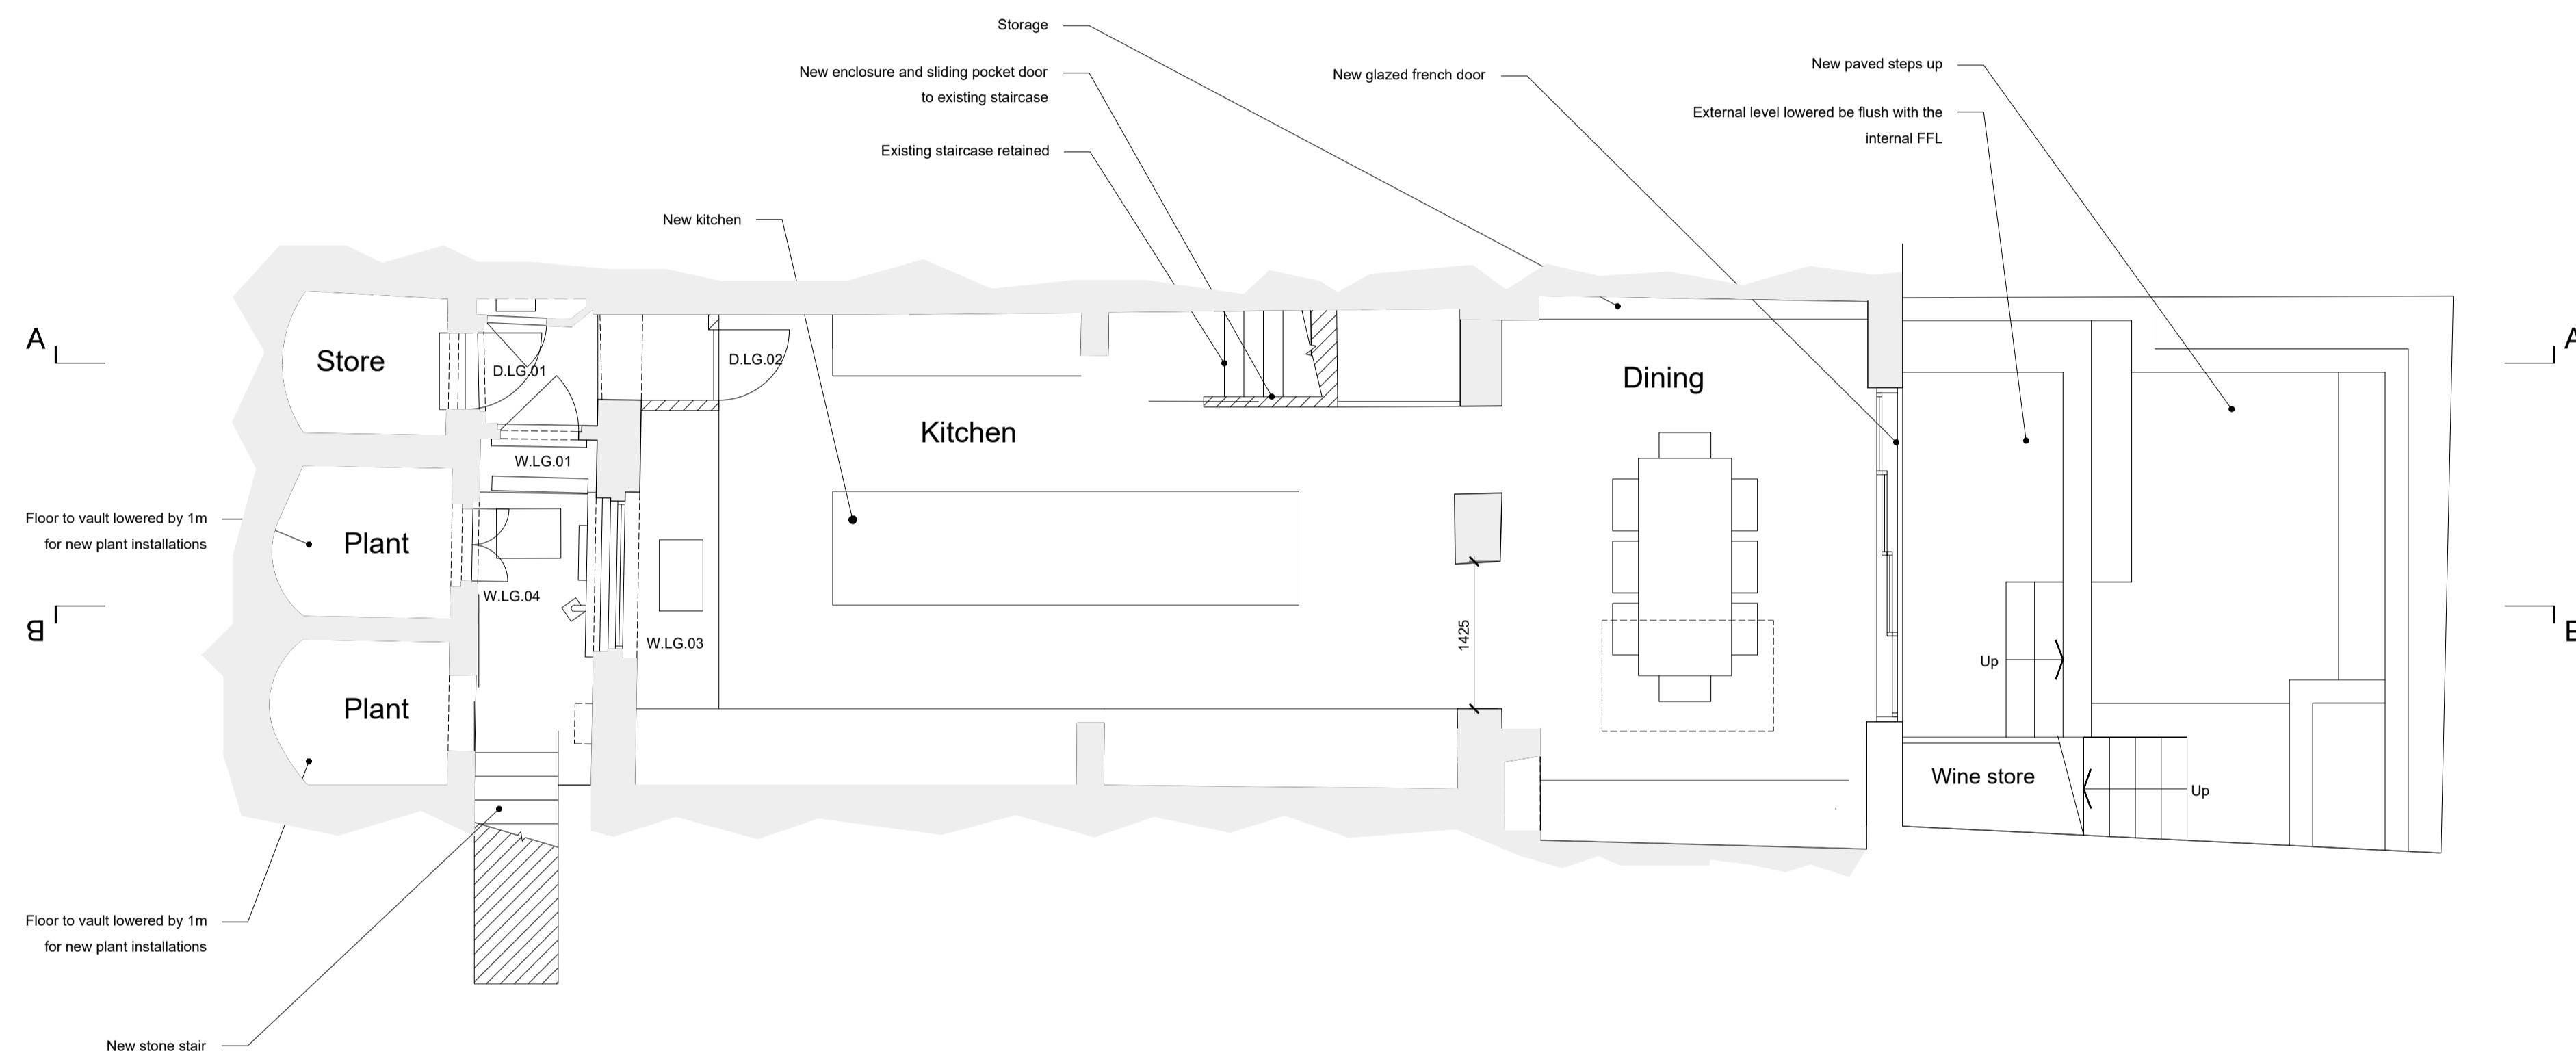 Storage
New enclosure and sliding pocket door
to existing staircase
New glazed french door
New paved steps up
External level lowered be flush with the
internal FFL
Existing staircase retained
New kitchen
A
A
Store
D.LG.01
D.LG.02
Dining
Kitchen
W.LG.01
Floor to vault lowered by 1m
for new plant installations
Plant
W.LG.04
B
W.LG.03
1425
Up
Plant
Wine store
Up
Floor to vault lowered by 1m
for new plant installations
New stone stair